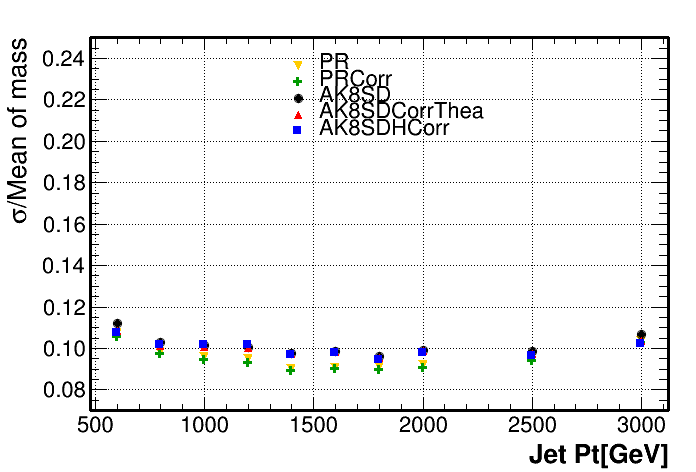 σ/Mean of mass
0.24
0.22
0.20
0.18
0.16
0.14
0.12
0.10
0.08
PR
PRCorr
AK8SD
AK8SDCorrThea
AK8SDHCorr
500 1000 1500 2000 2500 3000
Jet Pt[GeV]